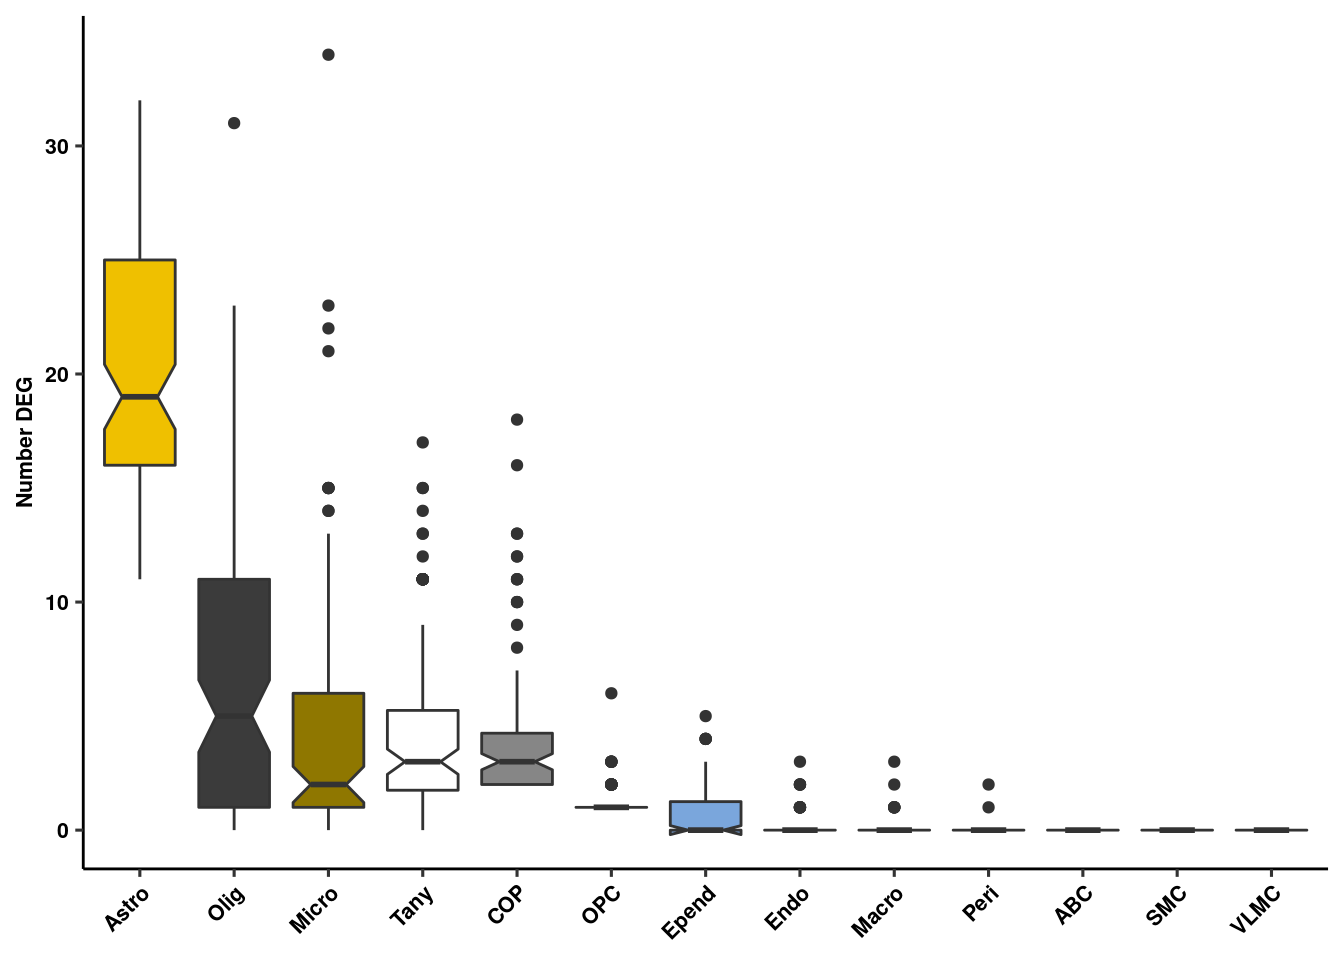 Number DEG
30
20
10
0
Astro
Olig
Micro
Tany
COP
OPC
Epend
Endo
Macro
Peri
ABC
SMC
VLMC